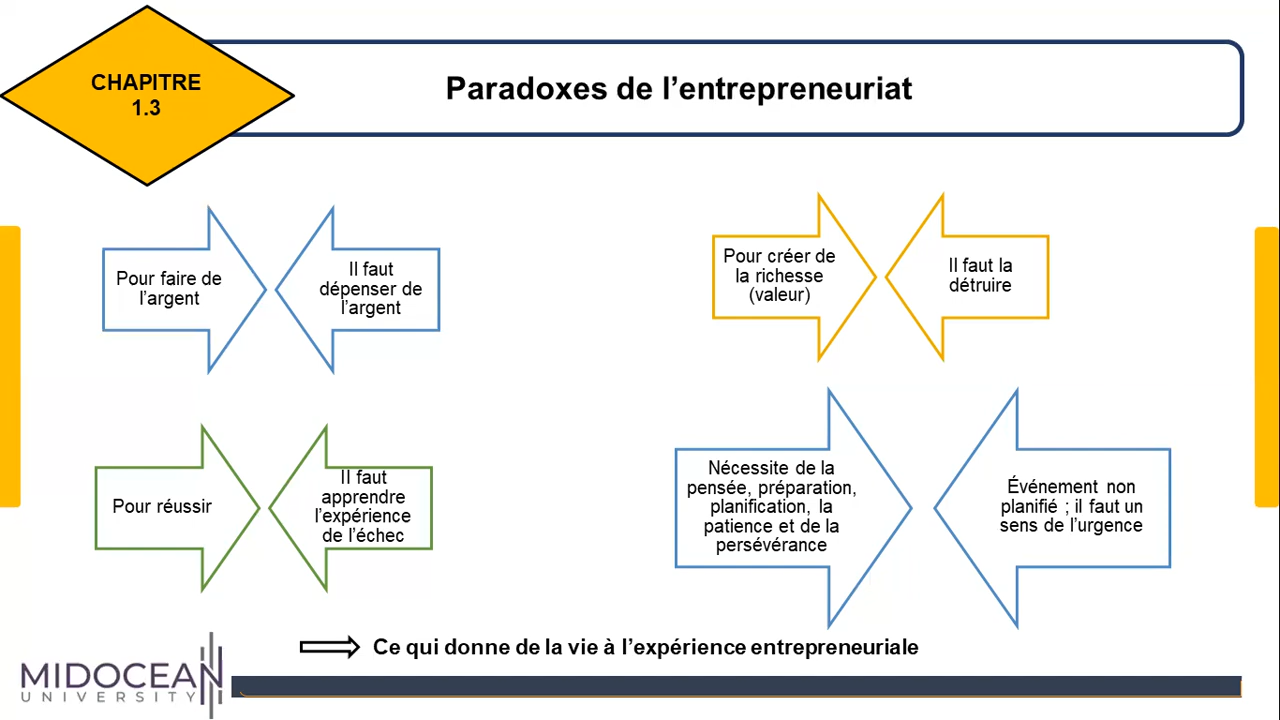 CHAPITRE
1.3
Paradoxes de l’entrepreneuriat
Pour faire de
l’argent
Il faut
dépenser de
l’argent
Pour créer de
la richesse
(valeur)
Il faut la
détruire
Pour réussir
Il faut
apprendre
l’expérience
de l’échec
Nécessite de la
pensée, préparation,
planification, la
patience et de la
persévérance
Événement non
planifié ; il faut un
sens de l’urgence
Ce qui donne de la vie à l’expérience entrepreneuriale
MIDOCEAN
UNIVERSITY